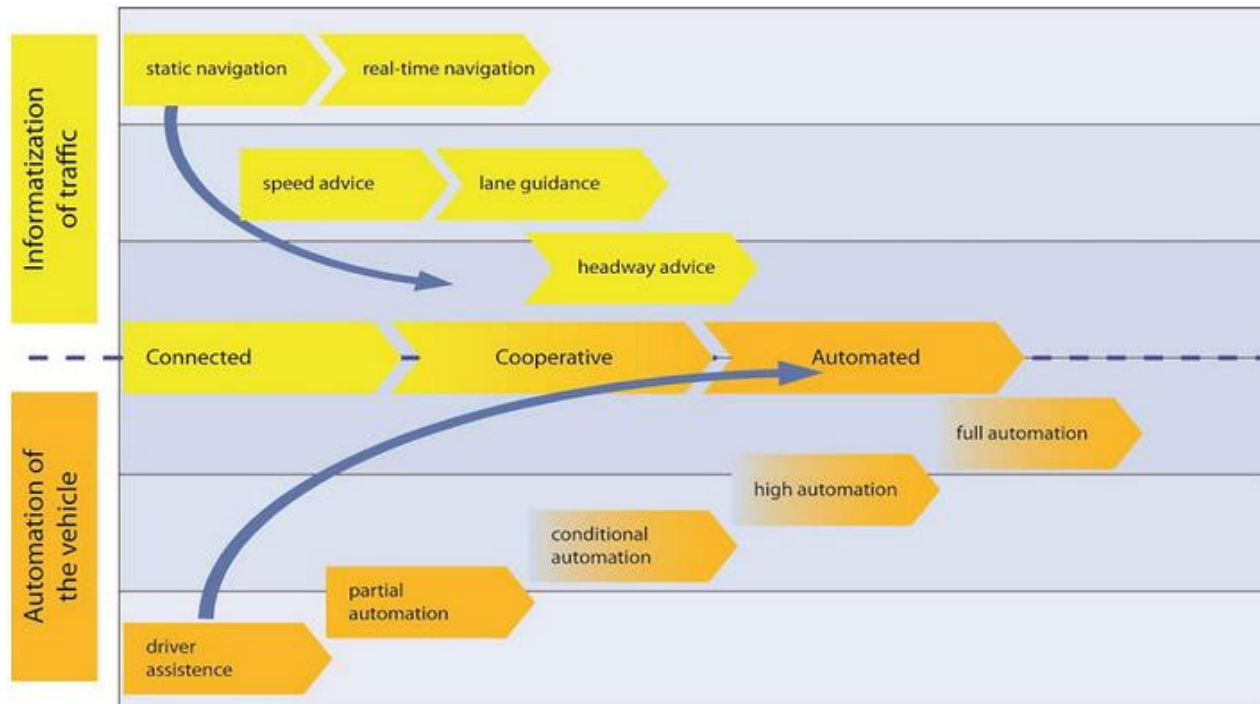 Informatization
of traffic
static navigation
real-time navigation
speed advice
lane guidance
headway advice
Connected
Cooperative
Automated
Automation of
the vehicle
full automation
high automation
conditional
automation
partial
automation
driver
assistence